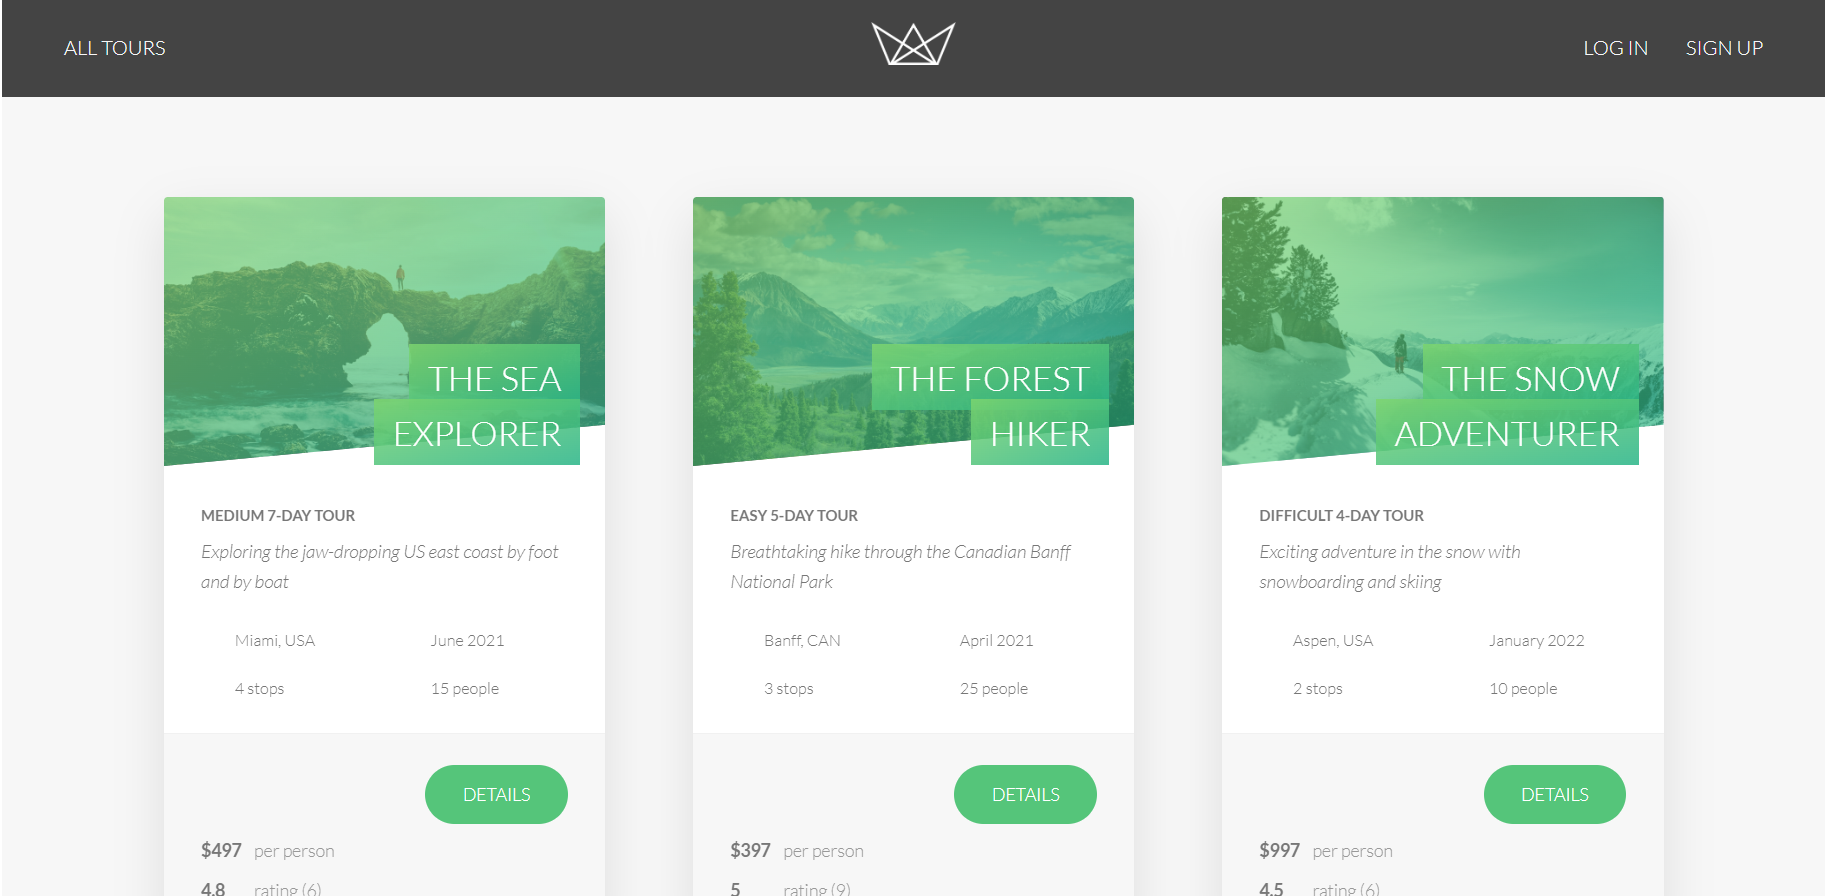 ALL TOURS
LOG IN
SIGN UP
THE SEA
EXPLORER
MEDIUM 7-DAY TOUR
Exploring the jaw-dropping US east coast by foot
and by boat
Miami, USA
June 2021
4 stops
15 people
DETAILS
$497 per person
4.8 rating (6)
THE FOREST
HIKER
EASY 5-DAY TOUR
Breathtaking hike through the Canadian Banff
National Park
Banff, CAN
April 2021
3 stops
25 people
DETAILS
$397 per person
5 rating (9)
THE SNOW
ADVENTURER
DIFFICULT 4-DAY TOUR
Exciting adventure in the snow with
snowboarding and skiing
Aspen, USA
January 2022
2 stops
10 people
DETAILS
$997 per person
4.5 rating (6)